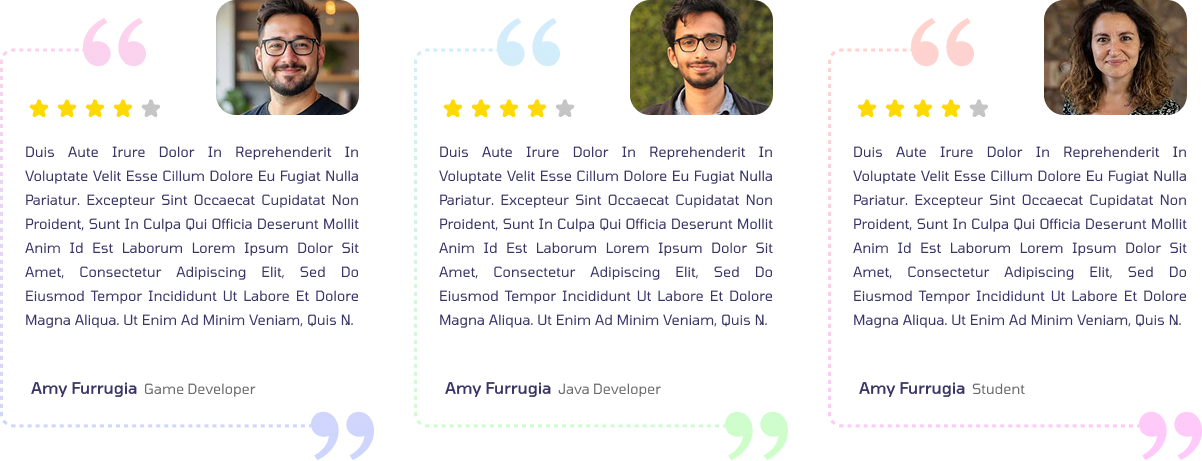 Duis Aute Irure Dolor In Reprehenderit In
Voluptate Velit Esse Cillum Dolore Eu Fugiat Nulla
Pariatur. Excepteur Sint Occaecat Cupidatat Non
Proident, Sunt In Culpa Qui Officia Deserunt Mollit
Anim Id Est Laborum Lorem Ipsum Dolor Sit
Amet, Consectetur Adipiscing Elit, Sed Do
Eiusmod Tempor Incididunt Ut Labore Et Dolore
Magna Aliqua. Ut Enim Ad Minim Veniam, Quis N.
Amy Furrugia Game Developer
Duis Aute Irure Dolor In Reprehenderit In
Voluptate Velit Esse Cillum Dolore Eu Fugiat Nulla
Pariatur. Excepteur Sint Occaecat Cupidatat Non
Proident, Sunt In Culpa Qui Officia Deserunt Mollit
Anim Id Est Laborum Lorem Ipsum Dolor Sit
Amet, Consectetur Adipiscing Elit, Sed Do
Eiusmod Tempor Incididunt Ut Labore Et Dolore
Magna Aliqua. Ut Enim Ad Minim Veniam, Quis N.
Amy Furrugia Java Developer
Duis Aute Irure Dolor In Reprehenderit In
Voluptate Velit Esse Cillum Dolore Eu Fugiat Nulla
Pariatur. Excepteur Sint Occaecat Cupidatat Non
Proident, Sunt In Culpa Qui Officia Deserunt Mollit
Anim Id Est Laborum Lorem Ipsum Dolor Sit
Amet, Consectetur Adipiscing Elit, Sed Do
Eiusmod Tempor Incididunt Ut Labore Et Dolore
Magna Aliqua. Ut Enim Ad Minim Veniam, Quis N.
Amy Furrugia Student